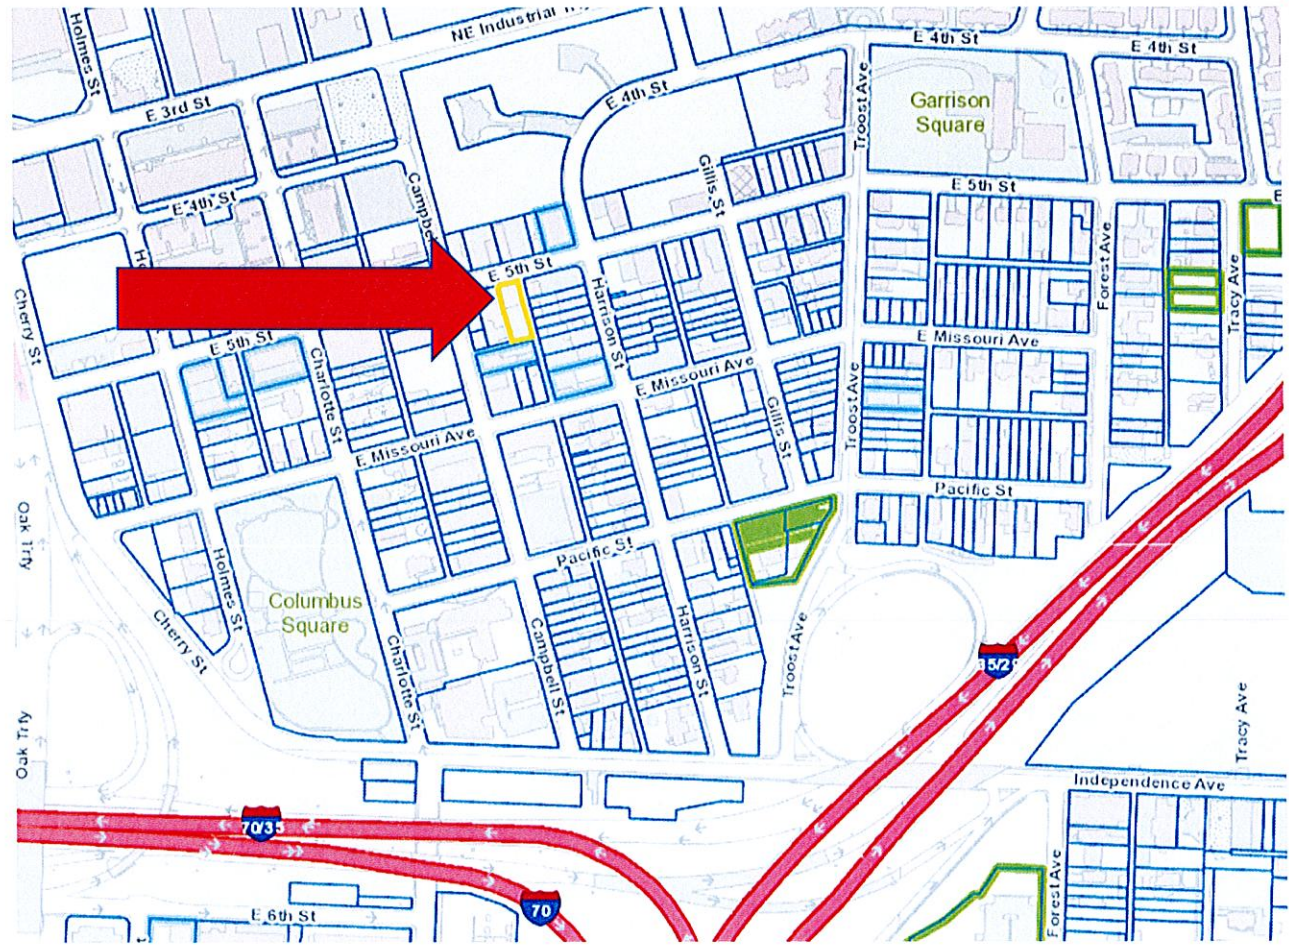 Holmes St
NE Industrial
E 4th St
E 4th St
E 3rd St
E 4th St
Troost Ave
Garrison
Square
Gillis St
E 5th St
E 4th St
Campbe
E
Ho
E 5th St
Forest Ave
Tracy Ave
Cherry St
Harrison St
E 5th St
E Missouri Ave
Charlotte St
E Missouri Ave
Troost Ave
Gillis St
E Missouri Ave
Pacific St
Oak Trfy
Pacific St
Holmes St
Columbus
Square
Cherry St
Harrison St
Campbell St
Charlotte St
Troost Ave
35/29
Tracy Ave
Oak Trfy
Independence Ave
70/35
70
E 6th St
Forest Ave